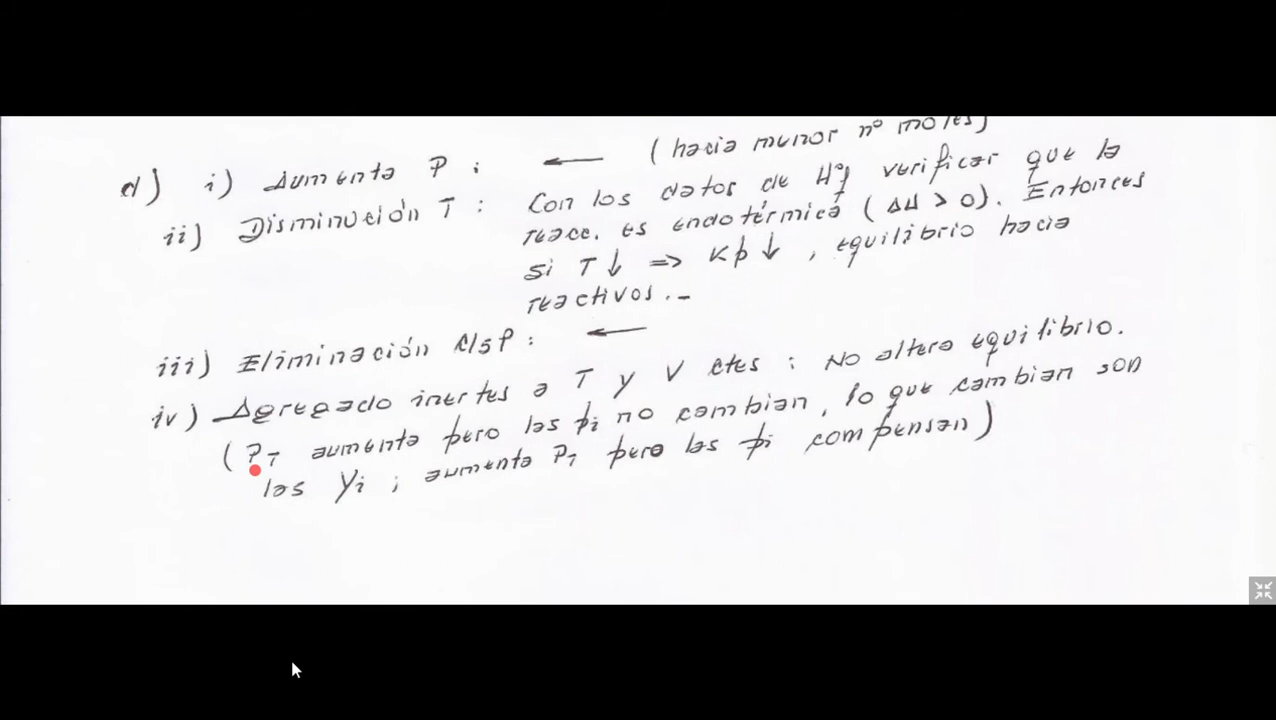 (hacia menor nº moles)
d) i) Aumento P : ←
ii) Disminución T : Con los datos de Hºf verificar que la
reacc. es endotérmica (ΔH > 0). Entonces
si T ↓ => Kp ↓ , equilibrio hacia
reactivos.-
iii) Eliminación Cl5P : ←
iv) Agregado inertes a T y V ctes : No altera equilibrio.
(PT aumenta pero las pi no cambian, lo que cambian son
las Yi ; aumenta PT pero las pi compensan)